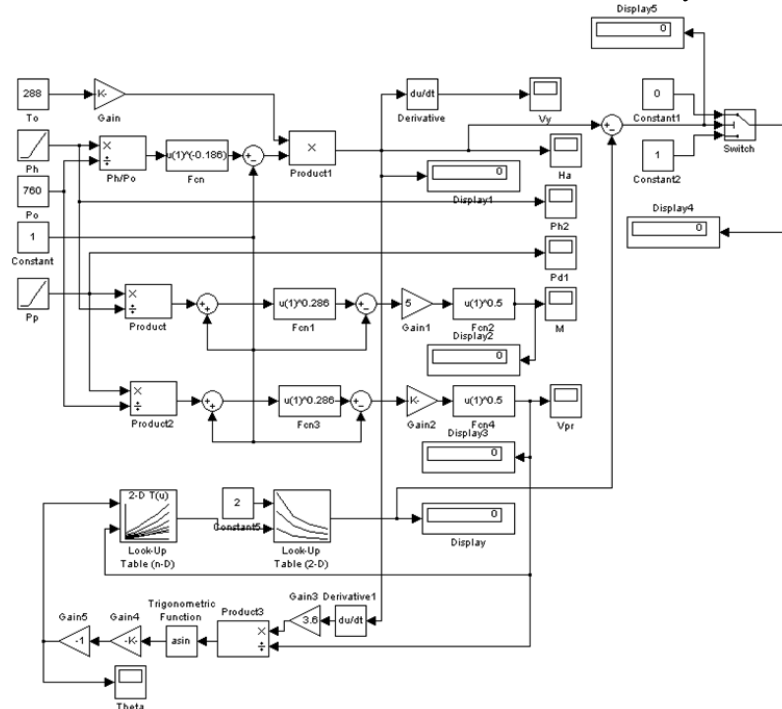 Display5
0
288
To
K-
Gain
du/dt
Derivative
Vy
0
Constant1
1
Constant2
Switch
Ph
×
÷
Ph/Po
u(1)^(-0.186)
Fcn
×
Product1
0
Display1
Ha
760
Po
Ph2
Display4
0
1
Constant
Pd1
Pp
×
÷
Product
u(1)^0.286
Fcn1
5
Gain1
u(1)^0.5
Fcn2
M
Display2
0
×
÷
Product2
u(1)^0.286
Fcn3
K-
Gain2
u(1)^0.5
Fcn4
Vpr
Display3
0
2-D T(u)
Look-Up
Table (n-D)
2
Constant5
Look-Up
Table (2-D)
0
Display
Gain5
-1
Gain4
-K-
Trigonometric
Function
asin
Product3
×
÷
Gain3
3.6
Derivative1
du/dt
Theta